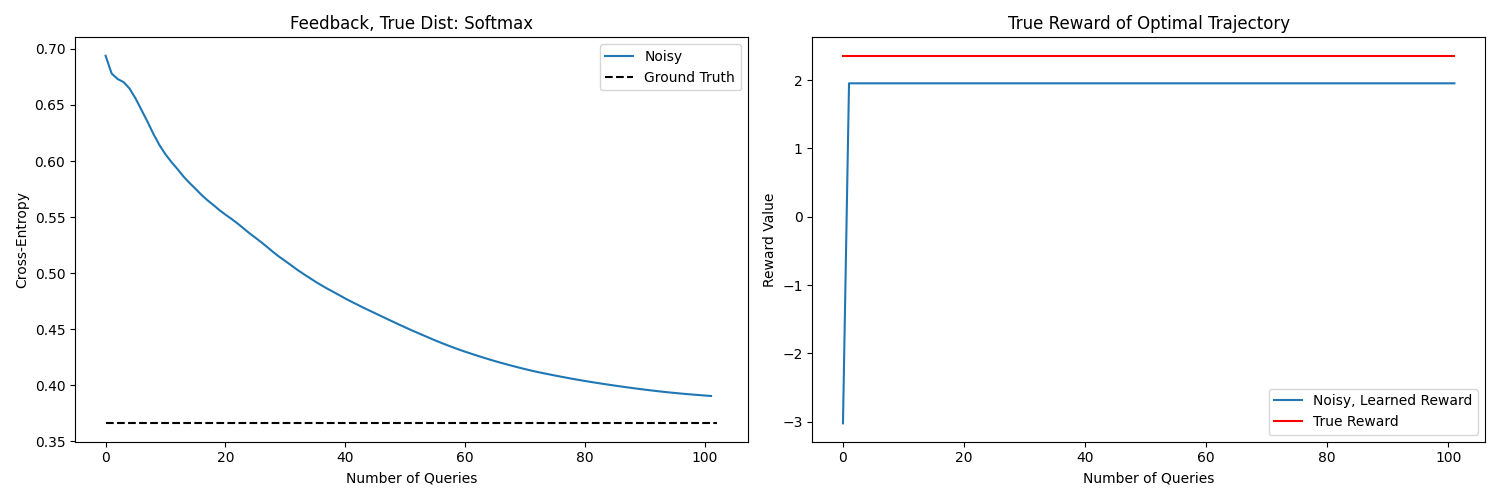 Feedback, True Dist: Softmax
0.70
0.65
0.60
0.55
0.50
0.45
0.40
0.35
Cross-Entropy
Noisy
Ground Truth
0
20
40
60
80
100
Number of Queries
True Reward of Optimal Trajectory
2
1
0
−1
−2
−3
Reward Value
Noisy, Learned Reward
True Reward
0
20
40
60
80
100
Number of Queries